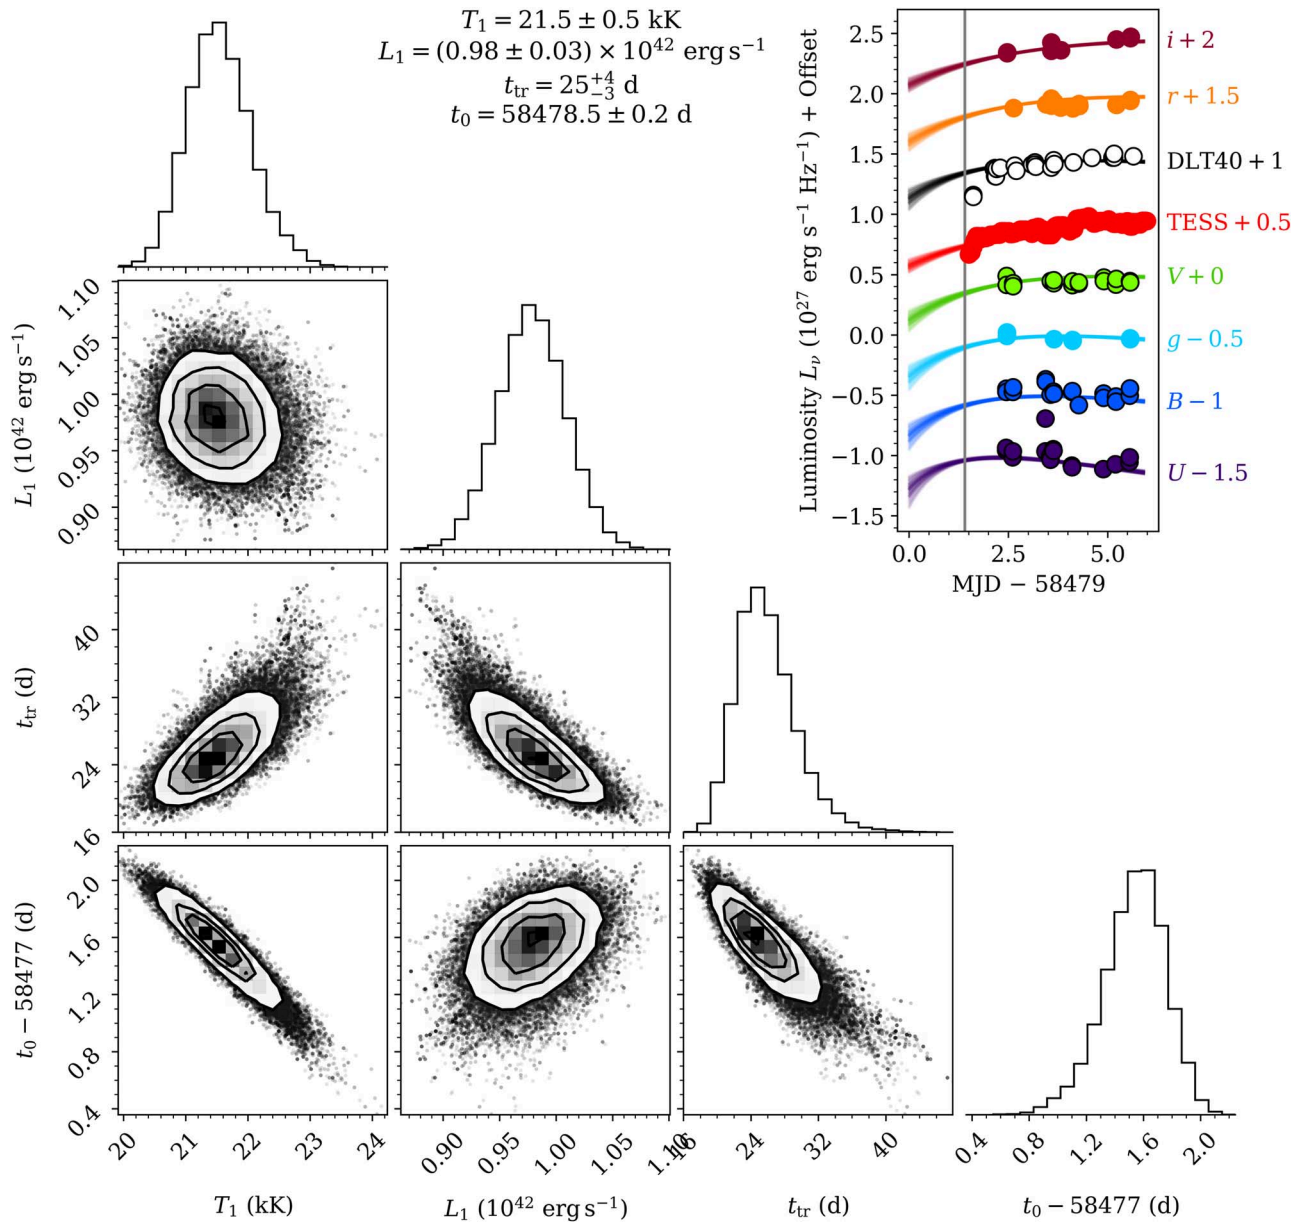 T₁ = 21.5 ± 0.5 kK
L₁ = (0.98 ± 0.03) × 10⁴² erg s⁻¹
t_tr = 25⁺⁴₋₃ d
t₀ = 58478.5 ± 0.2 d
Luminosity L_ν (10²⁷ erg s⁻¹ Hz⁻¹) + Offset
2.5
2.0
1.5
1.0
0.5
0.0
−0.5
−1.0
−1.5
i + 2
r + 1.5
DLT40 + 1
TESS + 0.5
V + 0
g − 0.5
B − 1
U − 1.5
0.0 2.5 5.0
MJD − 58479
L₁ (10⁴² erg s⁻¹)
1.10
1.05
1.00
0.95
0.90
t_tr (d)
40
32
24
16
t₀ − 58477 (d)
2.0
1.6
1.2
0.8
0.4
20 21 22 23 24
0.90 0.95 1.00 1.05 1.10
16 24 32 40
0.4 0.8 1.2 1.6 2.0
T₁ (kK)
L₁ (10⁴² erg s⁻¹)
t_tr (d)
t₀ − 58477 (d)